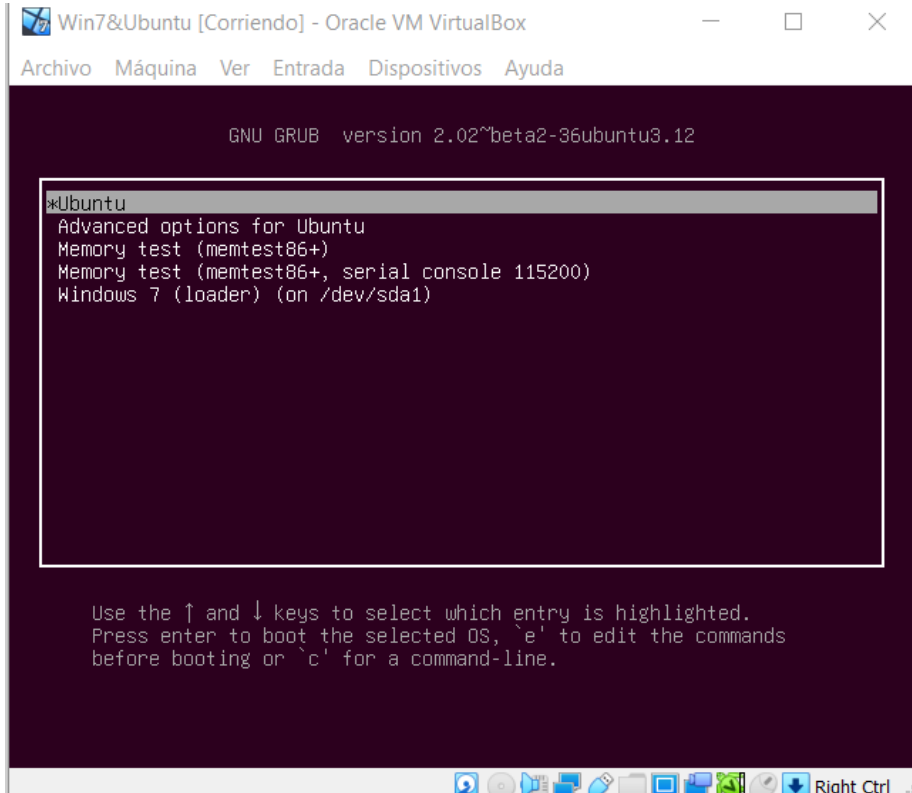 Win7&Ubuntu [Corriendo] - Oracle VM VirtualBox
Archivo Máquina Ver Entrada Dispositivos Ayuda
GNU GRUB version 2.02~beta2-36ubuntu3.12
*Ubuntu
Advanced options for Ubuntu
Memory test (memtest86+)
Memory test (memtest86+, serial console 115200)
Windows 7 (loader) (on /dev/sda1)
Use the ↑ and ↓ keys to select which entry is highlighted.
Press enter to boot the selected OS, `e' to edit the commands
before booting or `c' for a command-line.
Right Ctrl